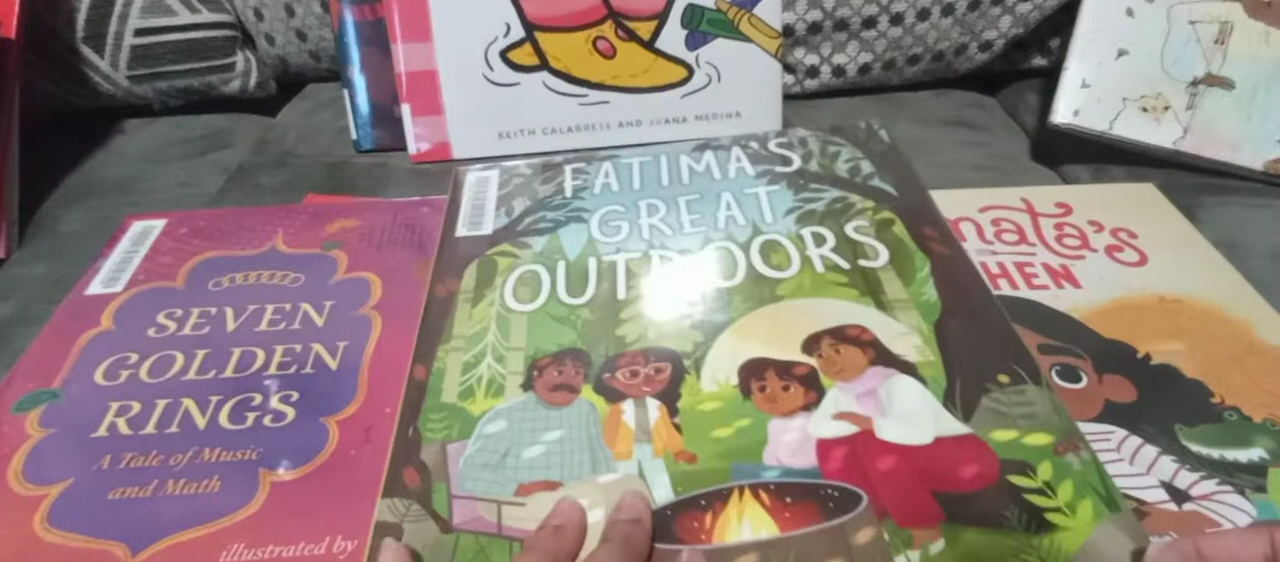 KEITH CALABRESE AND JUANA MEDINA
FATIMA'S
GREAT
OUTDOORS
SEVEN
GOLDEN
RINGS
A Tale of Music
and Math
illustrated by
nata's
HEN